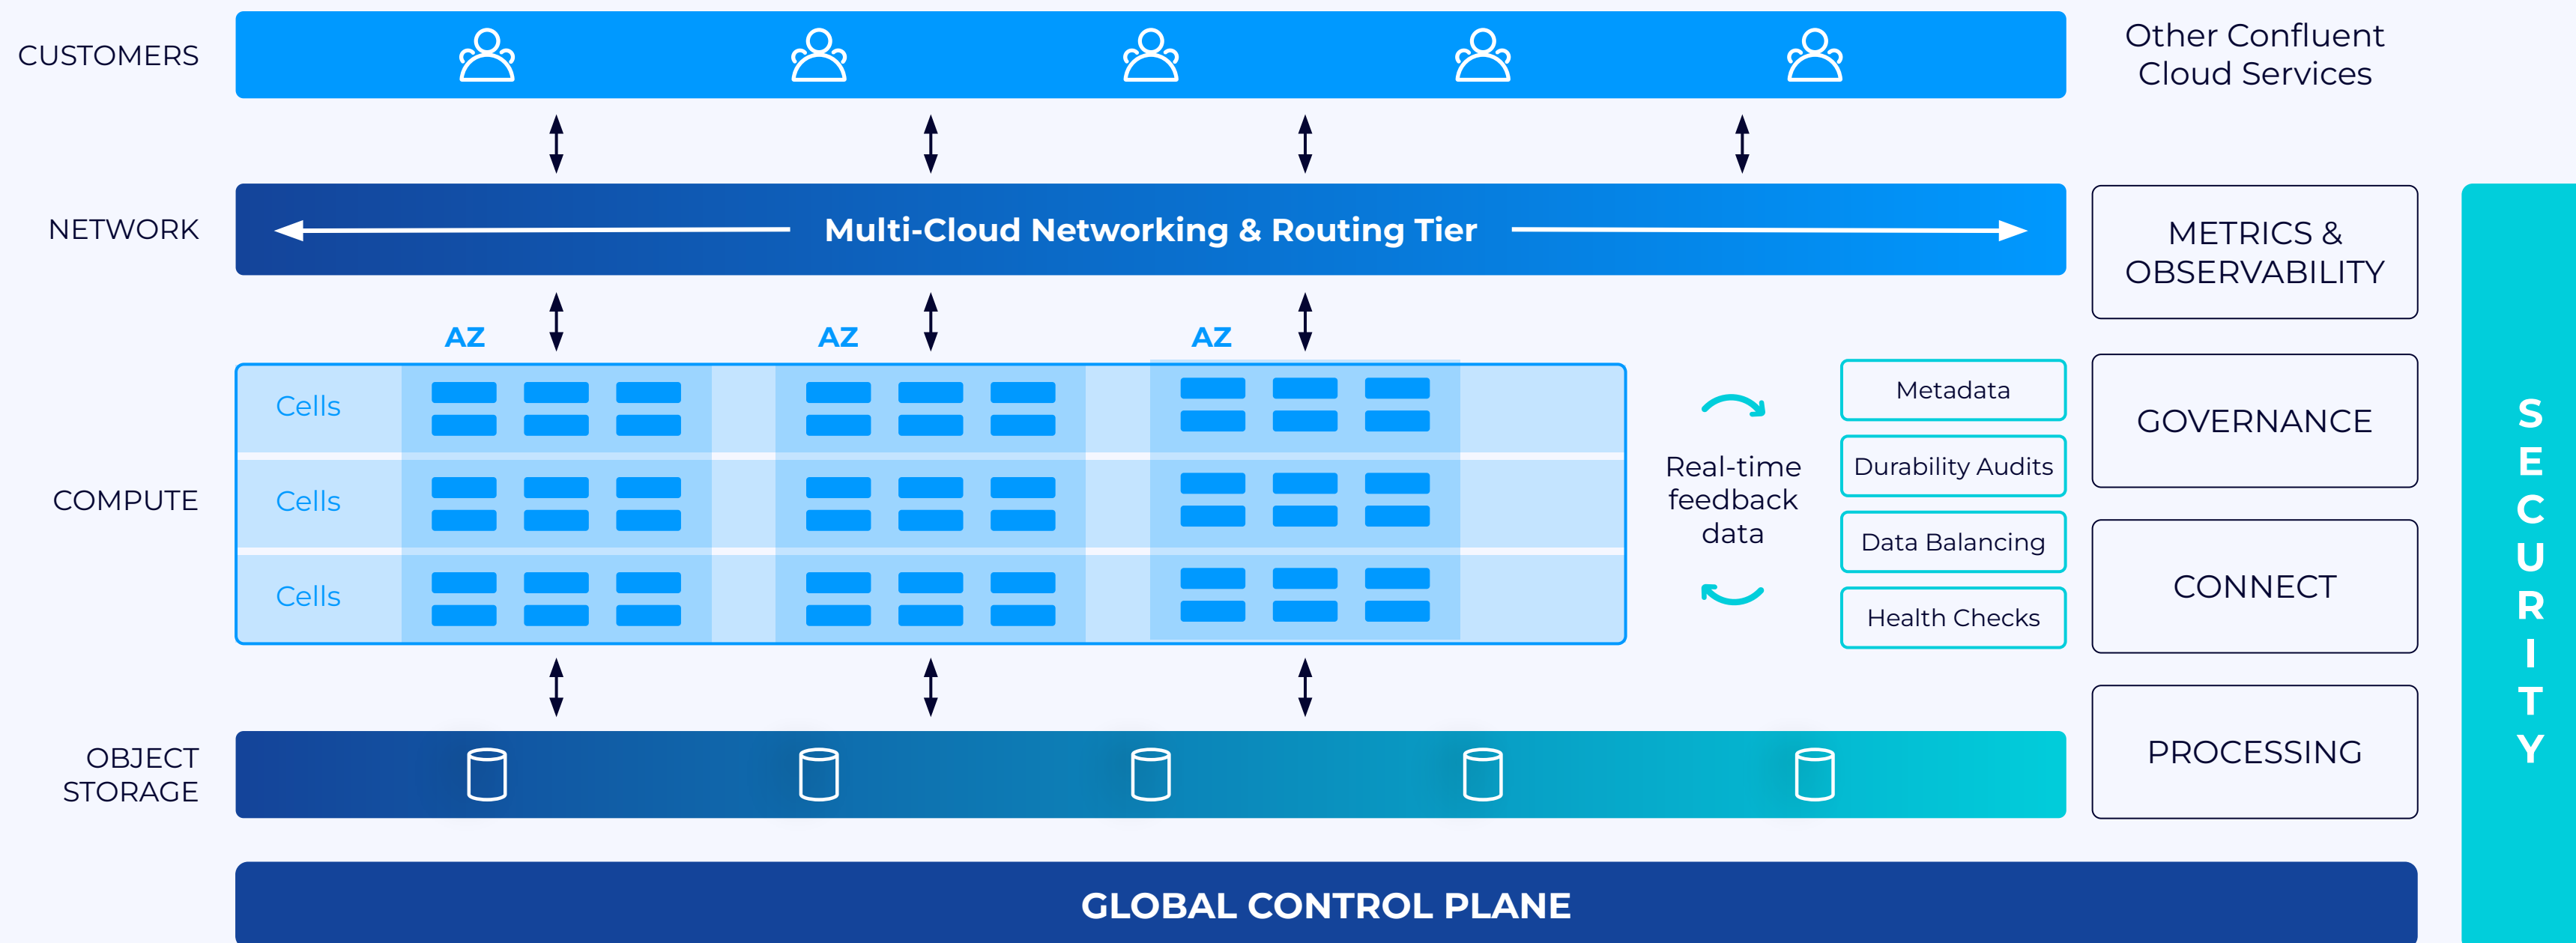 CUSTOMERS
Other Confluent
Cloud Services
NETWORK
Multi-Cloud Networking & Routing Tier
METRICS &
OBSERVABILITY
AZ
AZ
AZ
COMPUTE
Cells
Cells
Cells
Real-time
feedback
data
Metadata
Durability Audits
Data Balancing
Health Checks
GOVERNANCE
CONNECT
OBJECT
STORAGE
PROCESSING
GLOBAL CONTROL PLANE
SECURITY